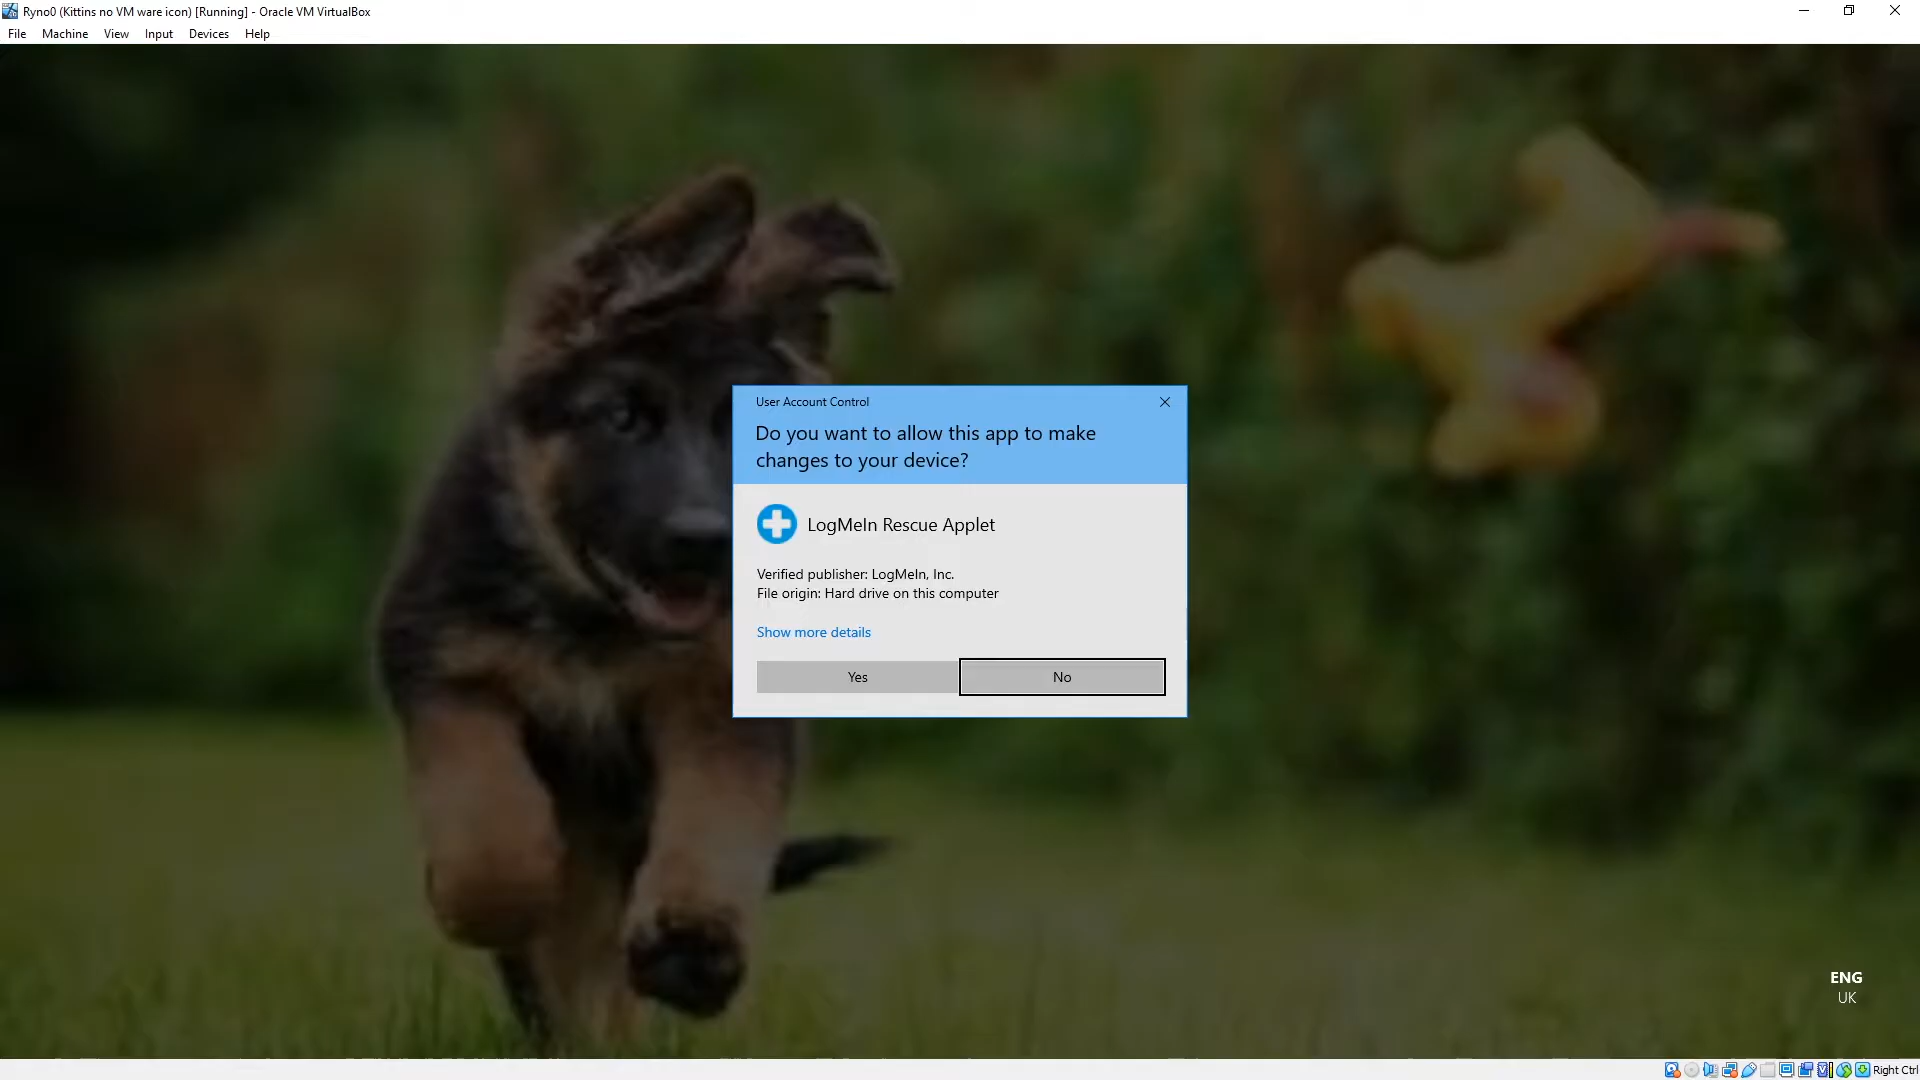 Ryno0 (Kittins no VM ware icon) [Running] - Oracle VM VirtualBox
File Machine View Input Devices Help
User Account Control
Do you want to allow this app to make
changes to your device?
LogMeIn Rescue Applet
Verified publisher: LogMeIn, Inc.
File origin: Hard drive on this computer
Show more details
Yes No
ENG
UK
Right Ctrl